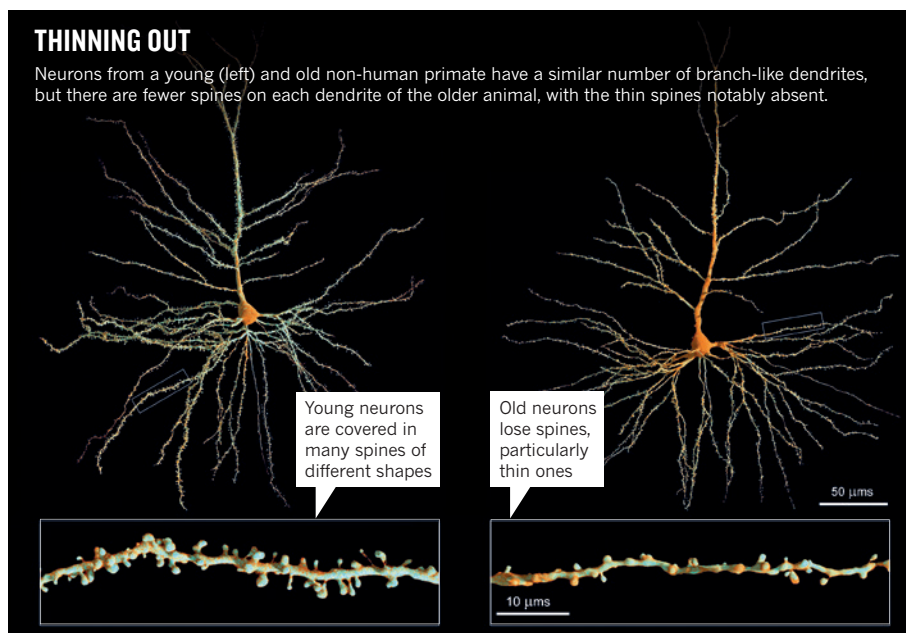 THINNING OUT
Neurons from a young (left) and old non-human primate have a similar number of branch-like dendrites,
but there are fewer spines on each dendrite of the older animal, with the thin spines notably absent.
Young neurons
are covered in
many spines of
different shapes
Old neurons
lose spines,
particularly
thin ones
50 µms
10 µms